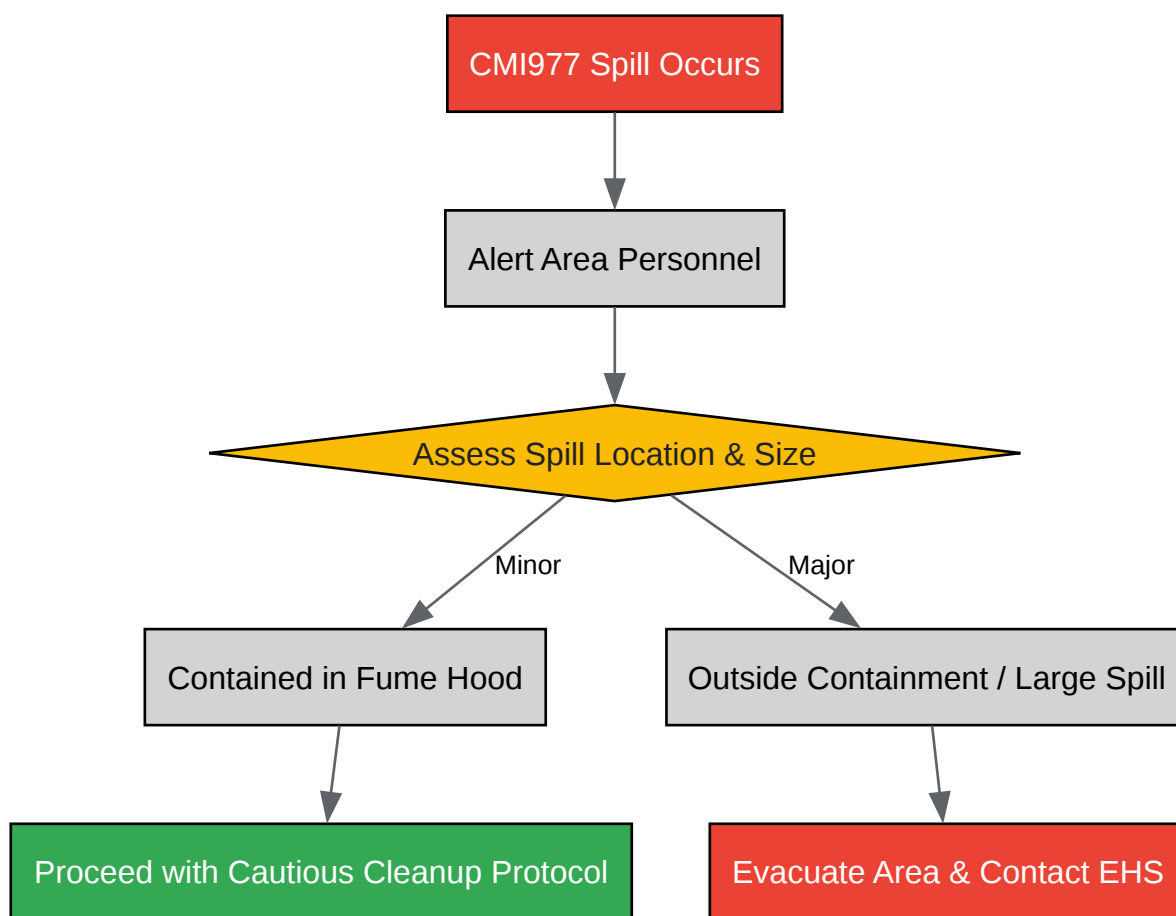 CMI977 Spill Occurs
Alert Area Personnel
Assess Spill Location & Size
Minor
Major
Contained in Fume Hood
Outside Containment / Large Spill
Proceed with Cautious Cleanup Protocol
Evacuate Area & Contact EHS